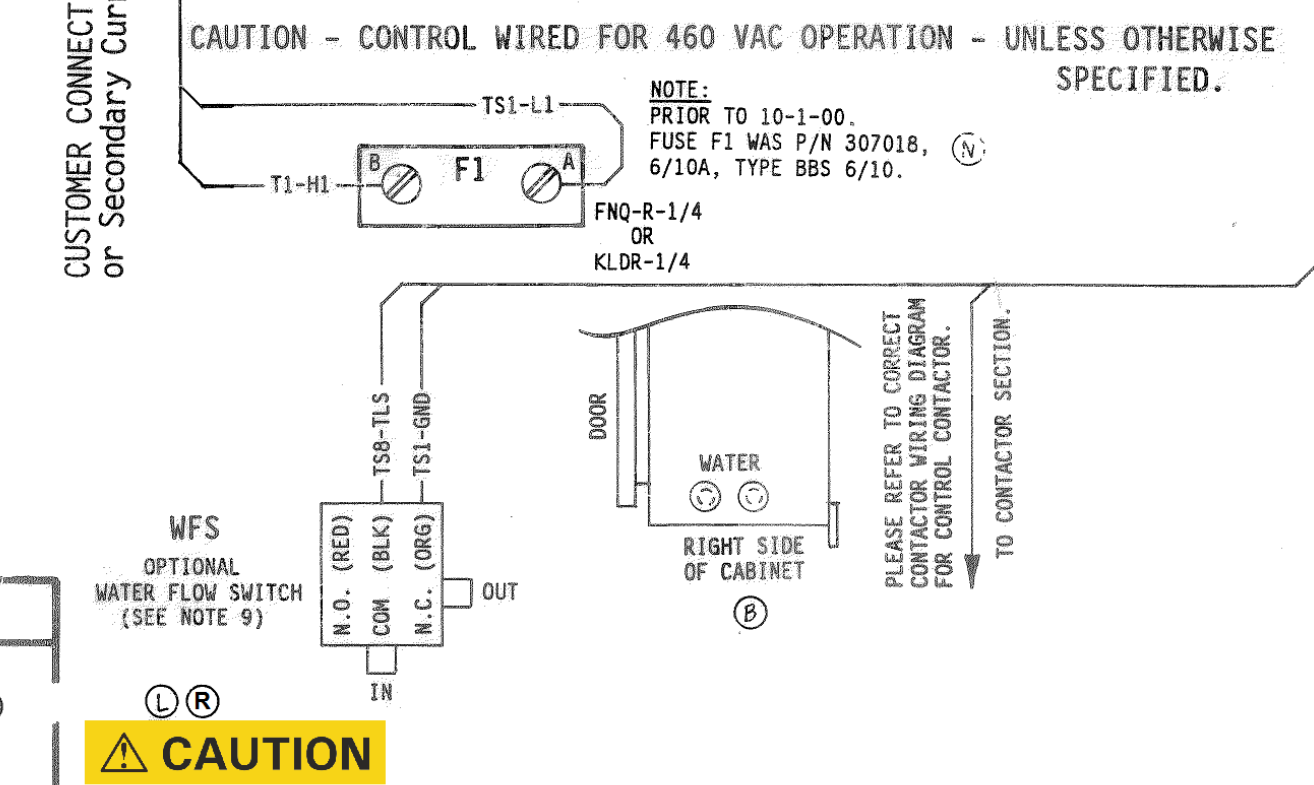 CUSTOMER CONNECT
or Secondary Cur
CAUTION - CONTROL WIRED FOR 460 VAC OPERATION - UNLESS OTHERWISE
SPECIFIED.
TS1-L1
NOTE:
PRIOR TO 10-1-00.
FUSE F1 WAS P/N 307018,
6/10A, TYPE BBS 6/10.
N
B
F1
A
T1-H1
FNQ-R-1/4
OR
KLDR-1/4
TS8-TLS
TS1-GND
DOOR
WATER
RIGHT SIDE
OF CABINET
B
PLEASE REFER TO CORRECT
CONTACTOR WIRING DIAGRAM
FOR CONTROL CONTACTOR.
TO CONTACTOR SECTION.
WFS
OPTIONAL
WATER FLOW SWITCH
(SEE NOTE 9)
N.O. (RED)
COM (BLK)
N.C. (ORG)
OUT
IN
L R
⚠ CAUTION